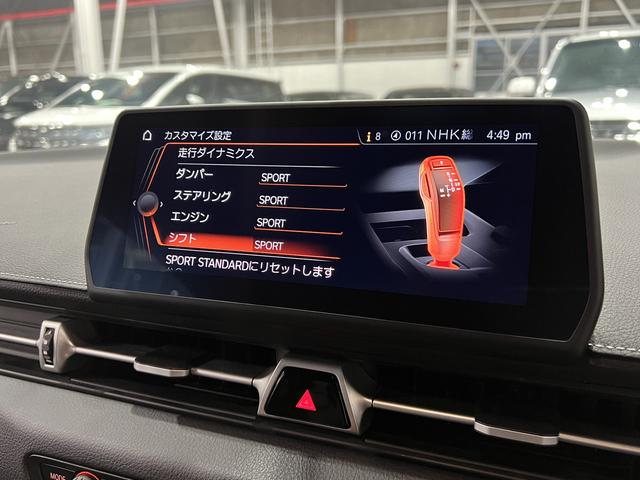 カスタマイズ設定
i 8 011 NHK総 4:49 pm
走行ダイナミクス
ダンパー SPORT
ステアリング SPORT
エンジン SPORT
シフト SPORT
SPORT STANDARDにリセットします
MODE